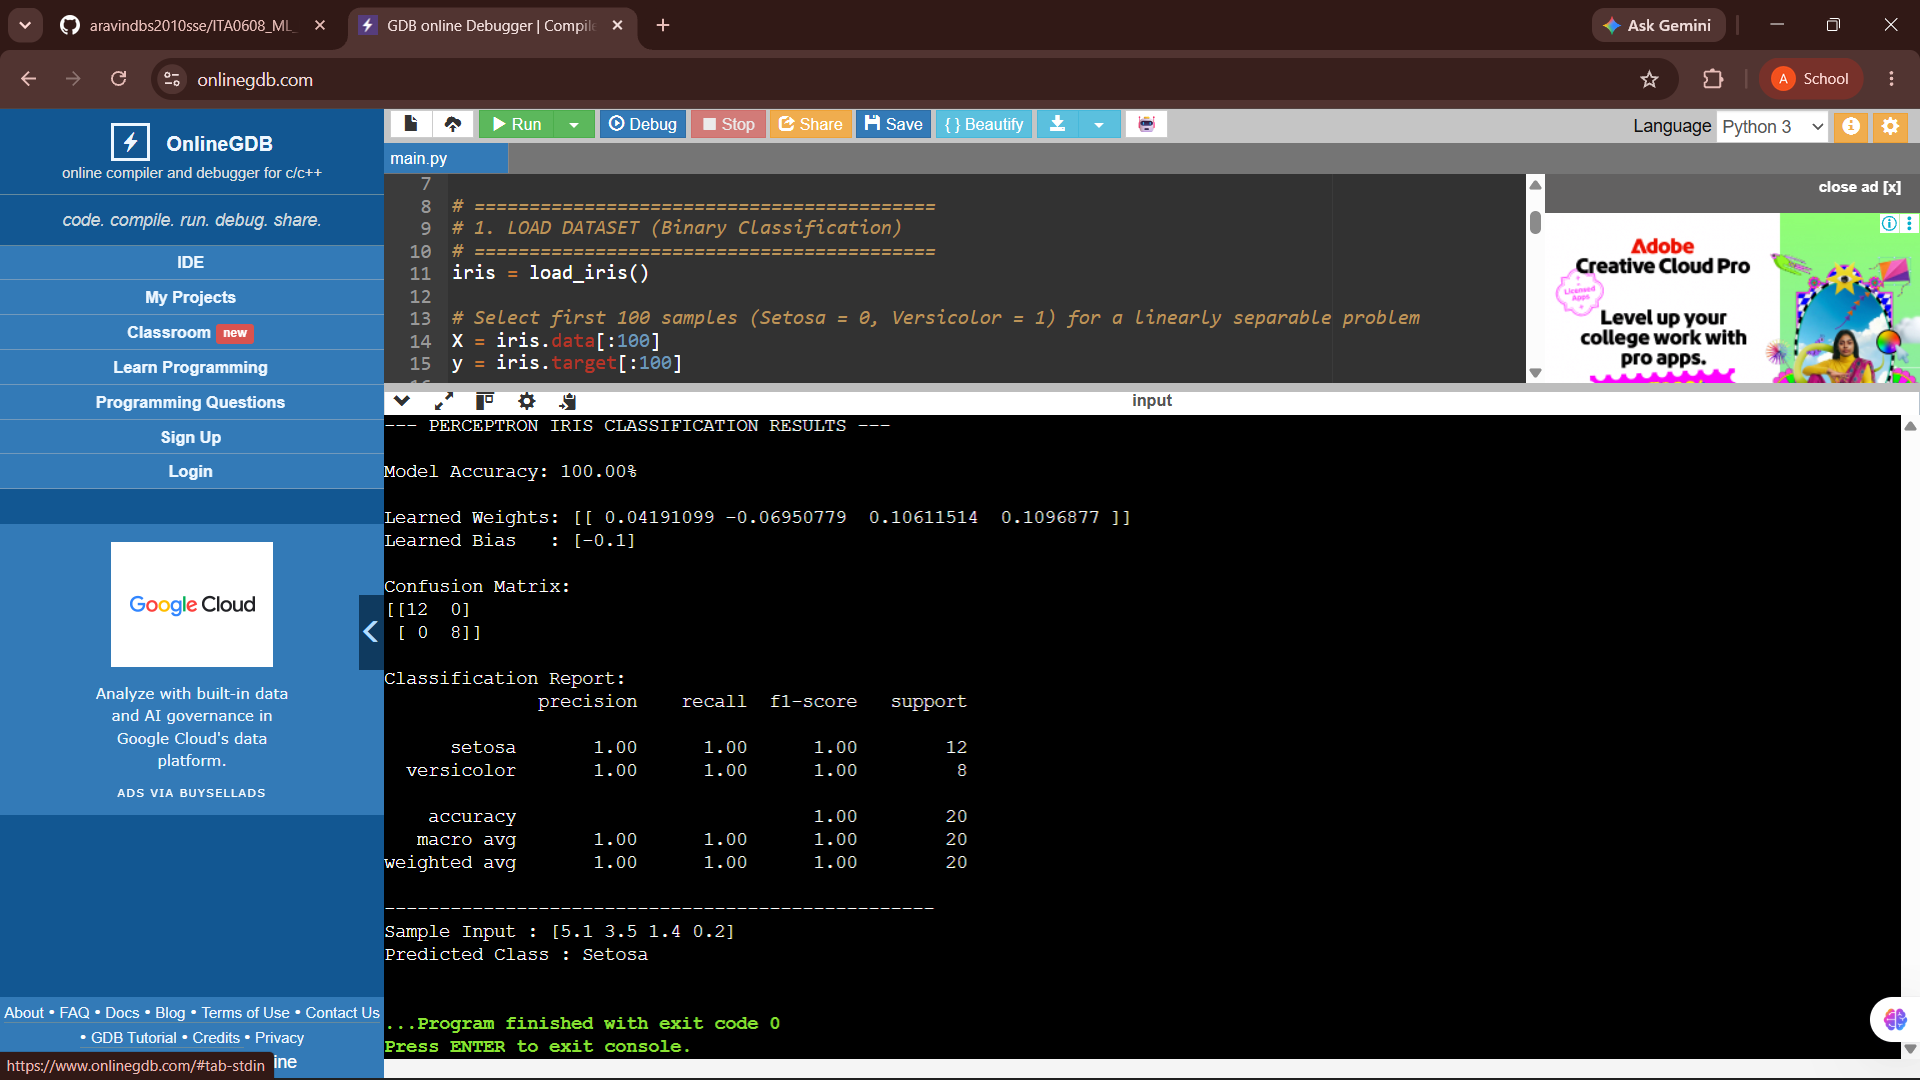 aravindbs2010sse/ITA0608_ML_
GDB online Debugger | Compile
Ask Gemini
onlinegdb.com
A School
OnlineGDB
online compiler and debugger for c/c++
code. compile. run. debug. share.
IDE
My Projects
Classroom new
Learn Programming
Programming Questions
Sign Up
Login
Google Cloud
Analyze with built-in data
and AI governance in
Google Cloud's data
platform.
ADS VIA BUYSELLADS
About • FAQ • Docs • Blog • Terms of Use • Contact Us
• GDB Tutorial • Credits • Privacy
ine
https://www.onlinegdb.com/#tab-stdin
Run Debug Stop Share Save { } Beautify
Language Python 3
main.py
7
8 # ==========================================
9 # 1. LOAD DATASET (Binary Classification)
10 # ==========================================
11 iris = load_iris()
12
13 # Select first 100 samples (Setosa = 0, Versicolor = 1) for a linearly separable problem
14 X = iris.data[:100]
15 y = iris.target[:100]
close ad [x]
Adobe
Creative Cloud Pro
Licensed
Apps
Level up your
college work with
pro apps.
input
--- PERCEPTRON IRIS CLASSIFICATION RESULTS ---
Model Accuracy: 100.00%
Learned Weights: [[ 0.04191099 -0.06950779  0.10611514  0.1096877 ]]
Learned Bias   : [-0.1]
Confusion Matrix:
[[12  0]
 [ 0  8]]
Classification Report:
              precision    recall  f1-score   support
      setosa       1.00      1.00      1.00        12
  versicolor       1.00      1.00      1.00         8
    accuracy                           1.00        20
   macro avg       1.00      1.00      1.00        20
weighted avg       1.00      1.00      1.00        20
--------------------------------------------------
Sample Input : [5.1 3.5 1.4 0.2]
Predicted Class : Setosa
...Program finished with exit code 0
Press ENTER to exit console.